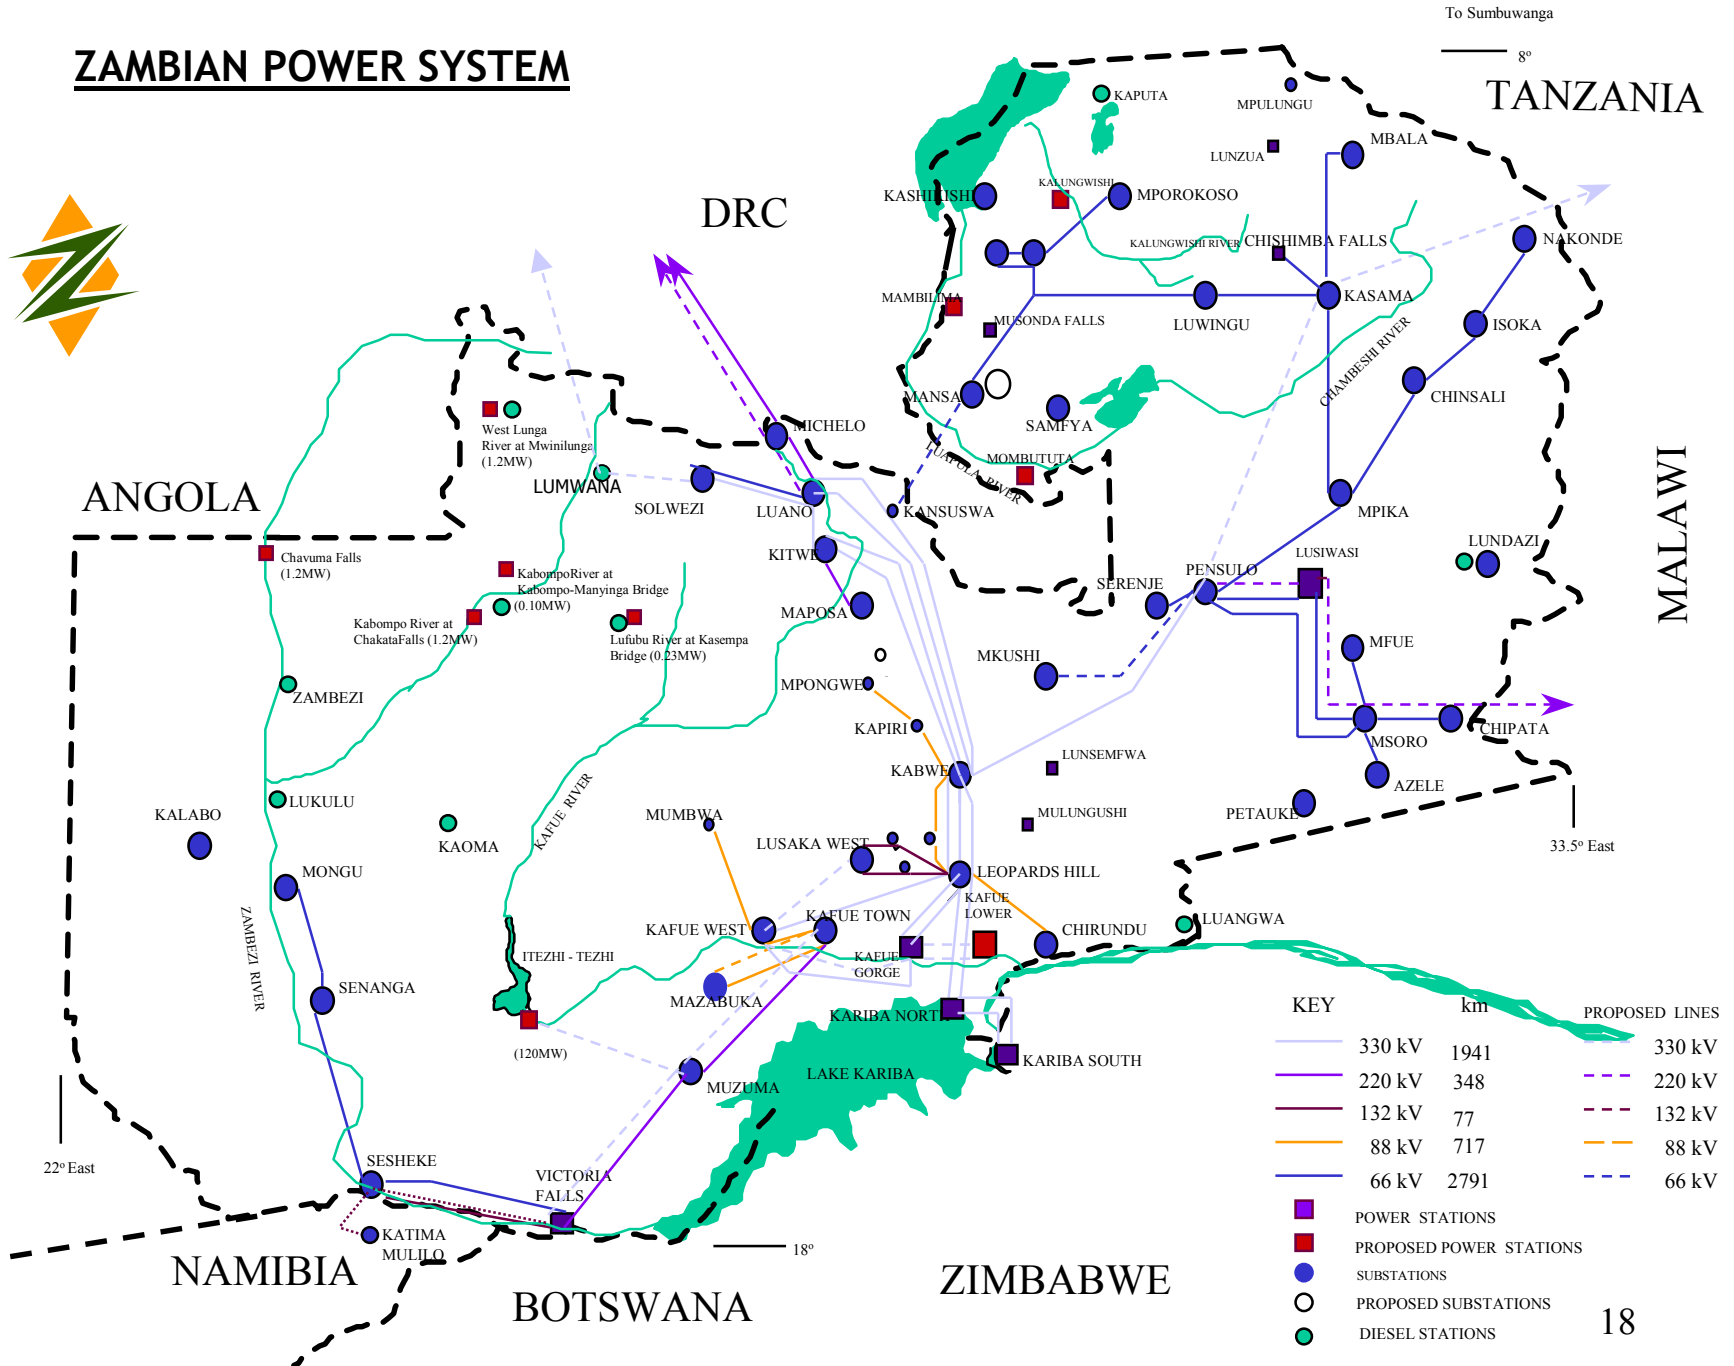 To Sumbuwanga
8º
ZAMBIAN POWER SYSTEM
TANZANIA
KAPUTA
MPULUNGU
MBALA
LUNZUA
DRC
KASHIKISHI
KALUNGWISHI
MPOROKOSO
KALUNGWISHI RIVER
CHISHIMBA FALLS
NAKONDE
MAMBILIMA
MUSONDA FALLS
LUWINGU
KASAMA
ISOKA
CHAMBESHI RIVER
MANSA
CHINSALI
SAMFYA
West Lunga
River at Mwinilunga
(1.2MW)
MICHELO
LUAPULA RIVER
MOMBUTUTA
ANGOLA
LUMWANA
SOLWEZI
LUANO
KANSUSWA
MPIKA
MALAWI
KITWE
LUNDAZI
Chavuma Falls
(1.2MW)
KabompoRiver at
Kabompo-Manyinga Bridge
(0.10MW)
LUSIWASI
PENSULO
SERENJE
MAPOSA
Kabompo River at
ChakataFalls (1.2MW)
Lufubu River at Kasempa
Bridge (0.23MW)
MFUE
MKUSHI
ZAMBEZI
MPONGWE
KAPIRI
MSORO
CHIPATA
LUNSEMFWA
KABWE
AZELE
LUKULU
KAFUE RIVER
KALABO
KAOMA
MUMBWA
MULUNGUSHI
PETAUKE
LUSAKA WEST
33.5º East
MONGU
LEOPARDS HILL
ZAMBEZI RIVER
KAFUE
LOWER
KAFUE TOWN
KAFUE WEST
CHIRUNDU
LUANGWA
ITEZHI - TEZHI
KAFUE
GORGE
SENANGA
MAZABUKA
KARIBA NORTH
(120MW)
KARIBA SOUTH
LAKE KARIBA
MUZUMA
22º East
SESHEKE
VICTORIA
FALLS
KATIMA
MULILO
18º
NAMIBIA
BOTSWANA
ZIMBABWE
KEY km PROPOSED LINES
330 kV 1941 330 kV
220 kV 348 220 kV
132 kV 77 132 kV
88 kV 717 88 kV
66 kV 2791 66 kV
POWER STATIONS
PROPOSED POWER STATIONS
SUBSTATIONS
PROPOSED SUBSTATIONS
DIESEL STATIONS
18